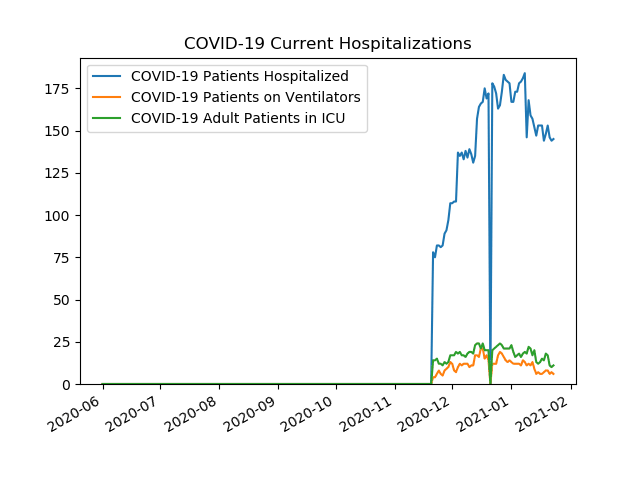 COVID-19 Current Hospitalizations
COVID-19 Patients Hospitalized
COVID-19 Patients on Ventilators
COVID-19 Adult Patients in ICU
175
150
125
100
75
50
25
0
2020-06 2020-07 2020-08 2020-09 2020-10 2020-11 2020-12 2021-01 2021-02